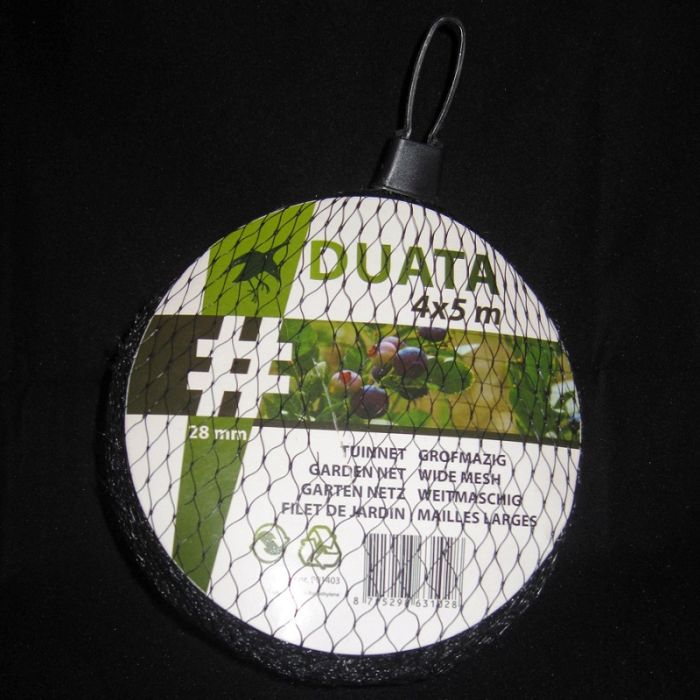 DUATA
4x5 m
28 mm
TUINNET GROFMAZIG
GARDEN NET WIDE MESH
GARTEN NETZ WEITMASCHIG
FILET DE JARDIN MAILLES LARGES